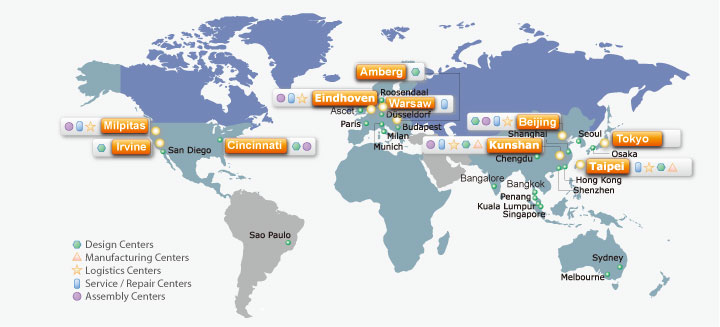 Amberg
Roosendaal
Eindhoven
Warsaw
Ascet
Düsseldorf
Paris
Budapest
Milan
Munich
Milpitas
Irvine
San Diego
Cincinnati
Beijing
Shanghai
Seoul
Tokyo
Kunshan
Osaka
Chengdu
Taipei
Bangalore
Bangkok
Hong Kong
Shenzhen
Penang
Kuala Lumpur
Singapore
Sao Paulo
Sydney
Melbourne
Design Centers
Manufacturing Centers
Logistics Centers
Service / Repair Centers
Assembly Centers